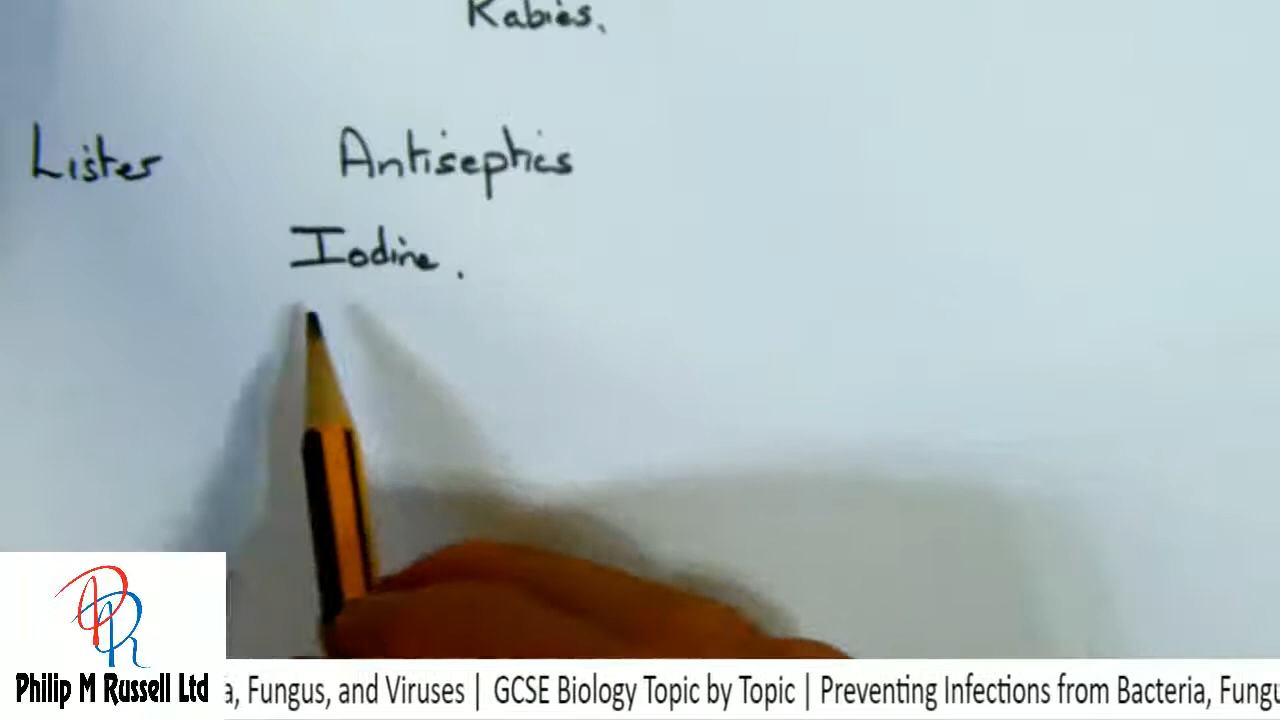 Rabies.
Lister Antiseptics
Iodine.
Philip M Russell Ltd
a, Fungus, and Viruses | GCSE Biology Topic by Topic | Preventing Infections from Bacteria, Fungu